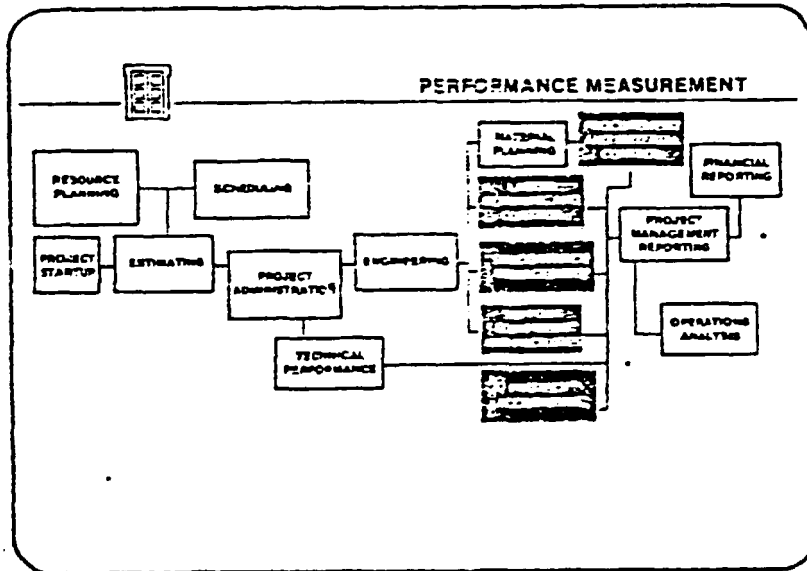 PERFORMANCE MEASUREMENT
MATERIAL
PLANNING
FINANCIAL
REPORTING
RESOURCE
PLANNING
SCHEDULING
PROJECT
MANAGEMENT
REPORTING
PROJECT
STARTUP
ESTIMATING
PROJECT
ADMINISTRATION
ENGINEERING
OPERATIONS
ANALYSIS
TECHNICAL
PERFORMANCE